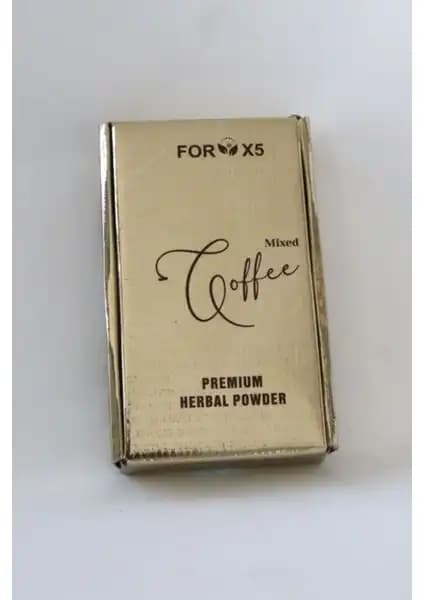 FOR X5
Mixed
Coffee
PREMIUM
HERBAL POWDER